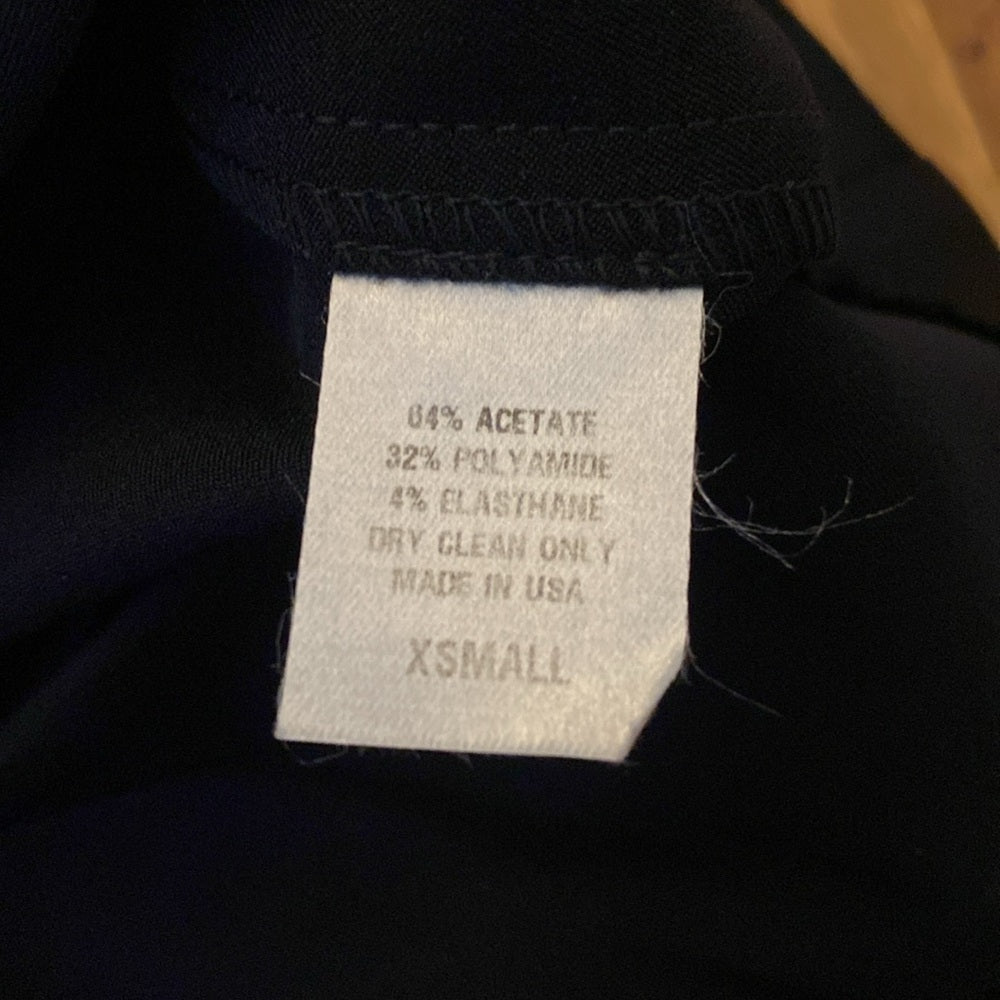 64% ACETATE
32% POLYAMIDE
4% ELASTHANE
DRY CLEAN ONLY
MADE IN USA
XSMALL